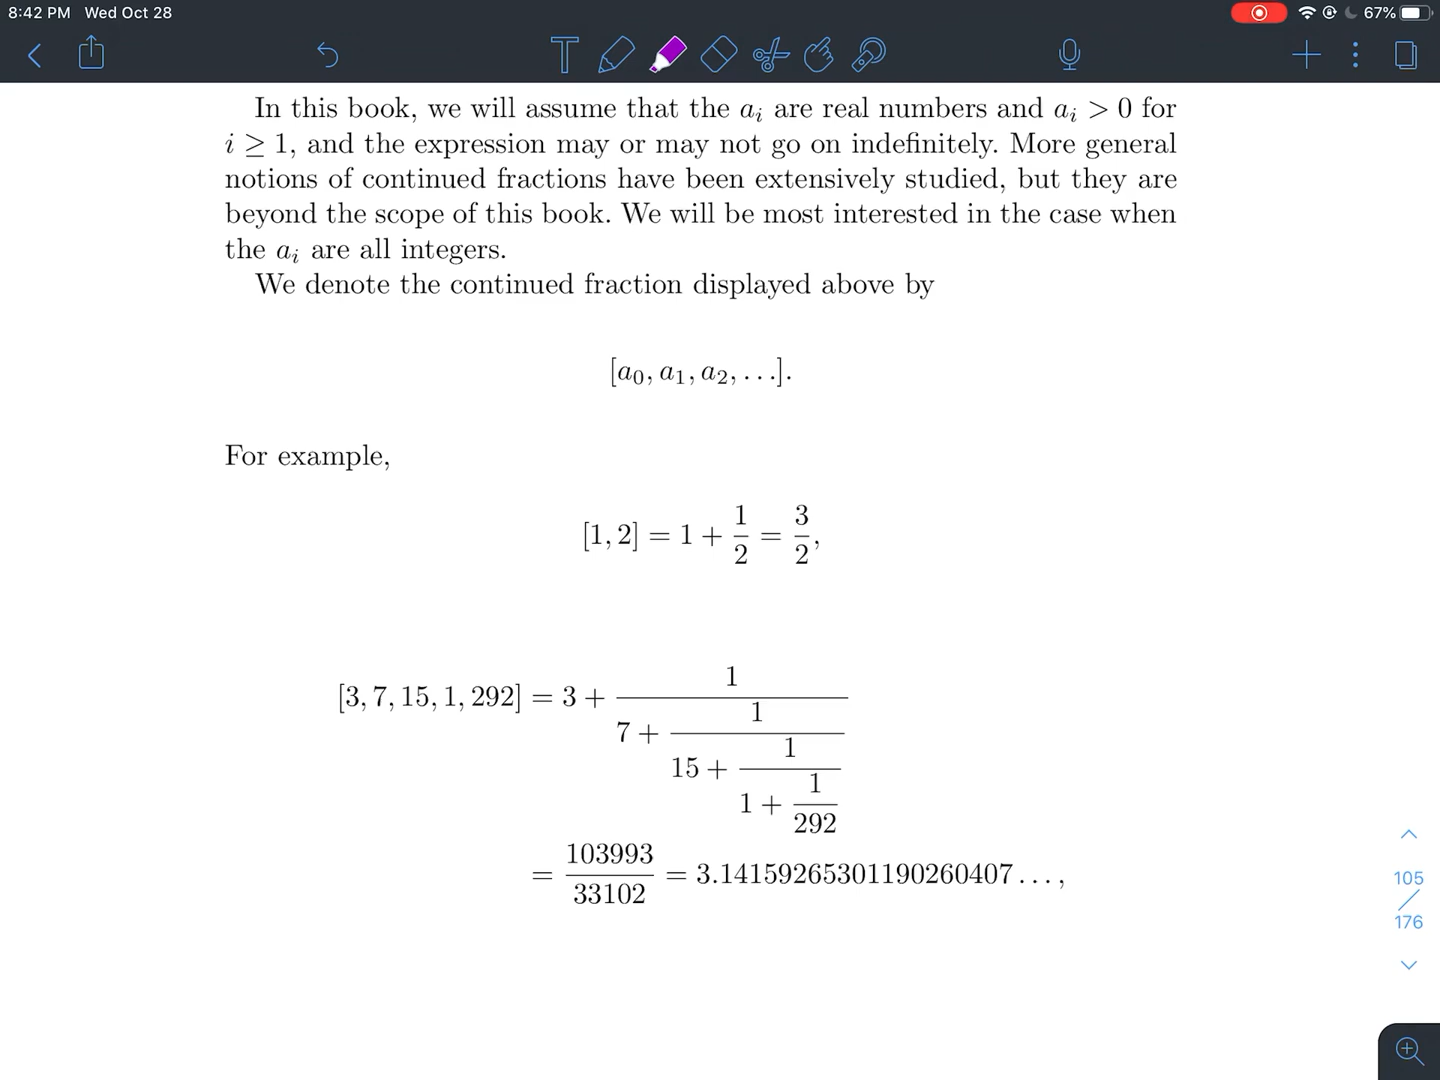 8:42 PM Wed Oct 28 67%
In this book, we will assume that the aᵢ are real numbers and aᵢ > 0 for
i ≥ 1, and the expression may or may not go on indefinitely. More general
notions of continued fractions have been extensively studied, but they are
beyond the scope of this book. We will be most interested in the case when
the aᵢ are all integers.
We denote the continued fraction displayed above by
[a₀, a₁, a₂, . . .].
For example,
[1, 2] = 1 + 1/2 = 3/2,
[3, 7, 15, 1, 292] = 3 + 1/(7 + 1/(15 + 1/(1 + 1/292)))
= 103993/33102 = 3.14159265301190260407 . . . ,
105
/
176